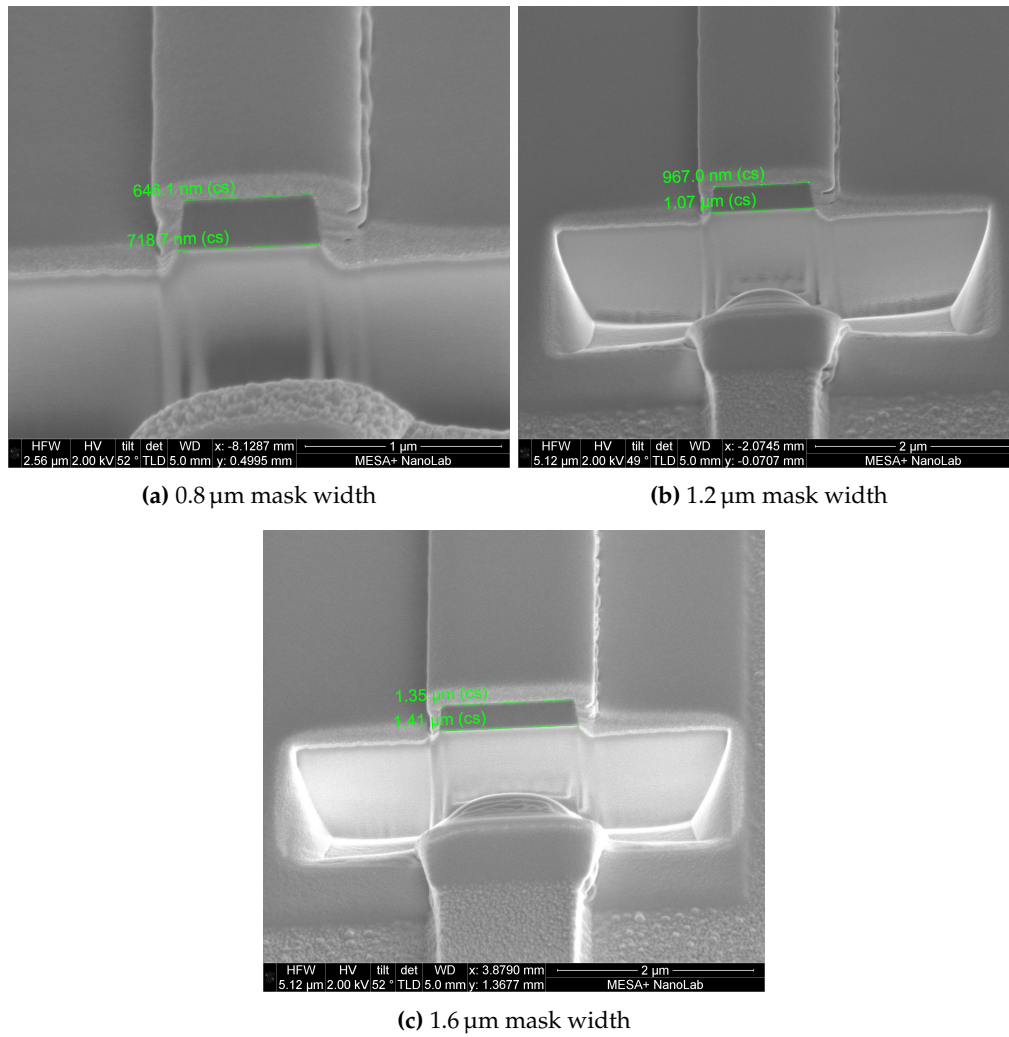 648.1 nm (cs)
718.7 nm (cs)
HFW HV tilt det WD x: -8.1287 mm 1 µm
2.56 µm 2.00 kV 52 ° TLD 5.0 mm y: 0.4995 mm MESA+ NanoLab
967.0 nm (cs)
1.07 µm (cs)
HFW HV tilt det WD x: -2.0745 mm 2 µm
5.12 µm 2.00 kV 49 ° TLD 5.0 mm y: -0.0707 mm MESA+ NanoLab
(a) 0.8 µm mask width
(b) 1.2 µm mask width
1.35 µm (cs)
1.41 µm (cs)
HFW HV tilt det WD x: 3.8790 mm 2 µm
5.12 µm 2.00 kV 52 ° TLD 5.0 mm y: 1.3677 mm MESA+ NanoLab
(c) 1.6 µm mask width